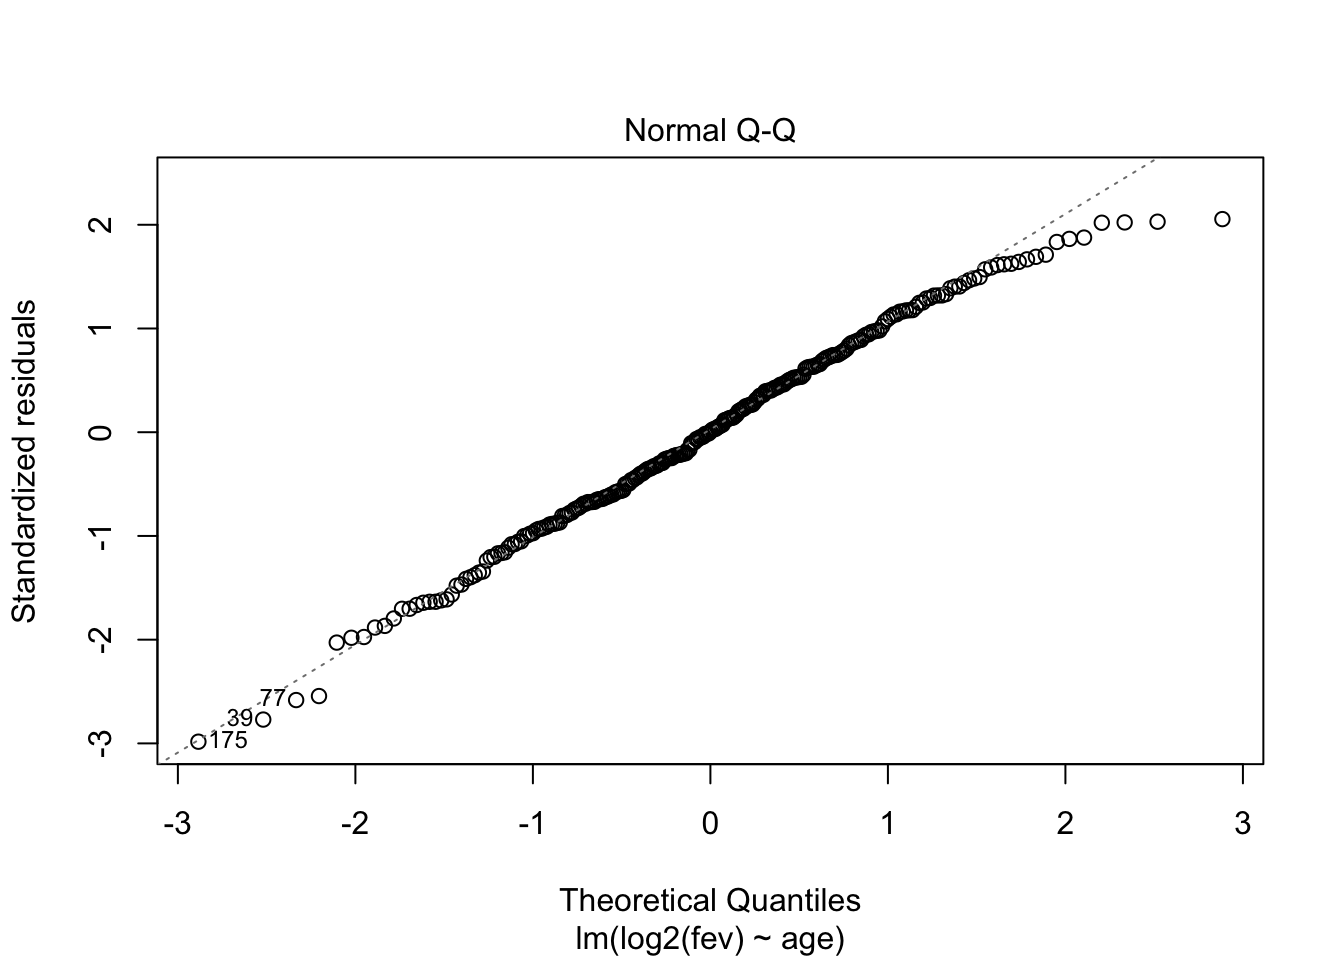 Normal Q-Q
Standardized residuals
2
1
0
-1
-2
-3
77
39
175
-3 -2 -1 0 1 2 3
Theoretical Quantiles
lm(log2(fev) ~ age)